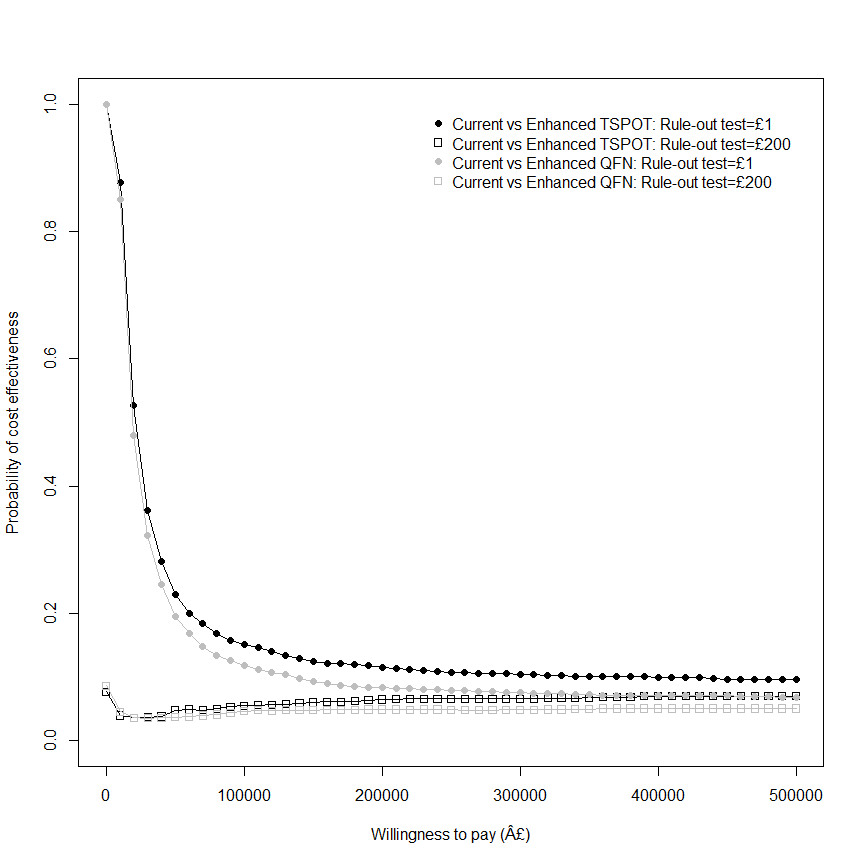 Current vs Enhanced TSPOT: Rule-out test=£1
Current vs Enhanced TSPOT: Rule-out test=£200
Current vs Enhanced QFN: Rule-out test=£1
Current vs Enhanced QFN: Rule-out test=£200
Probability of cost effectiveness
1.0
0.8
0.6
0.4
0.2
0.0
0
100000
200000
300000
400000
500000
Willingness to pay (Â£)